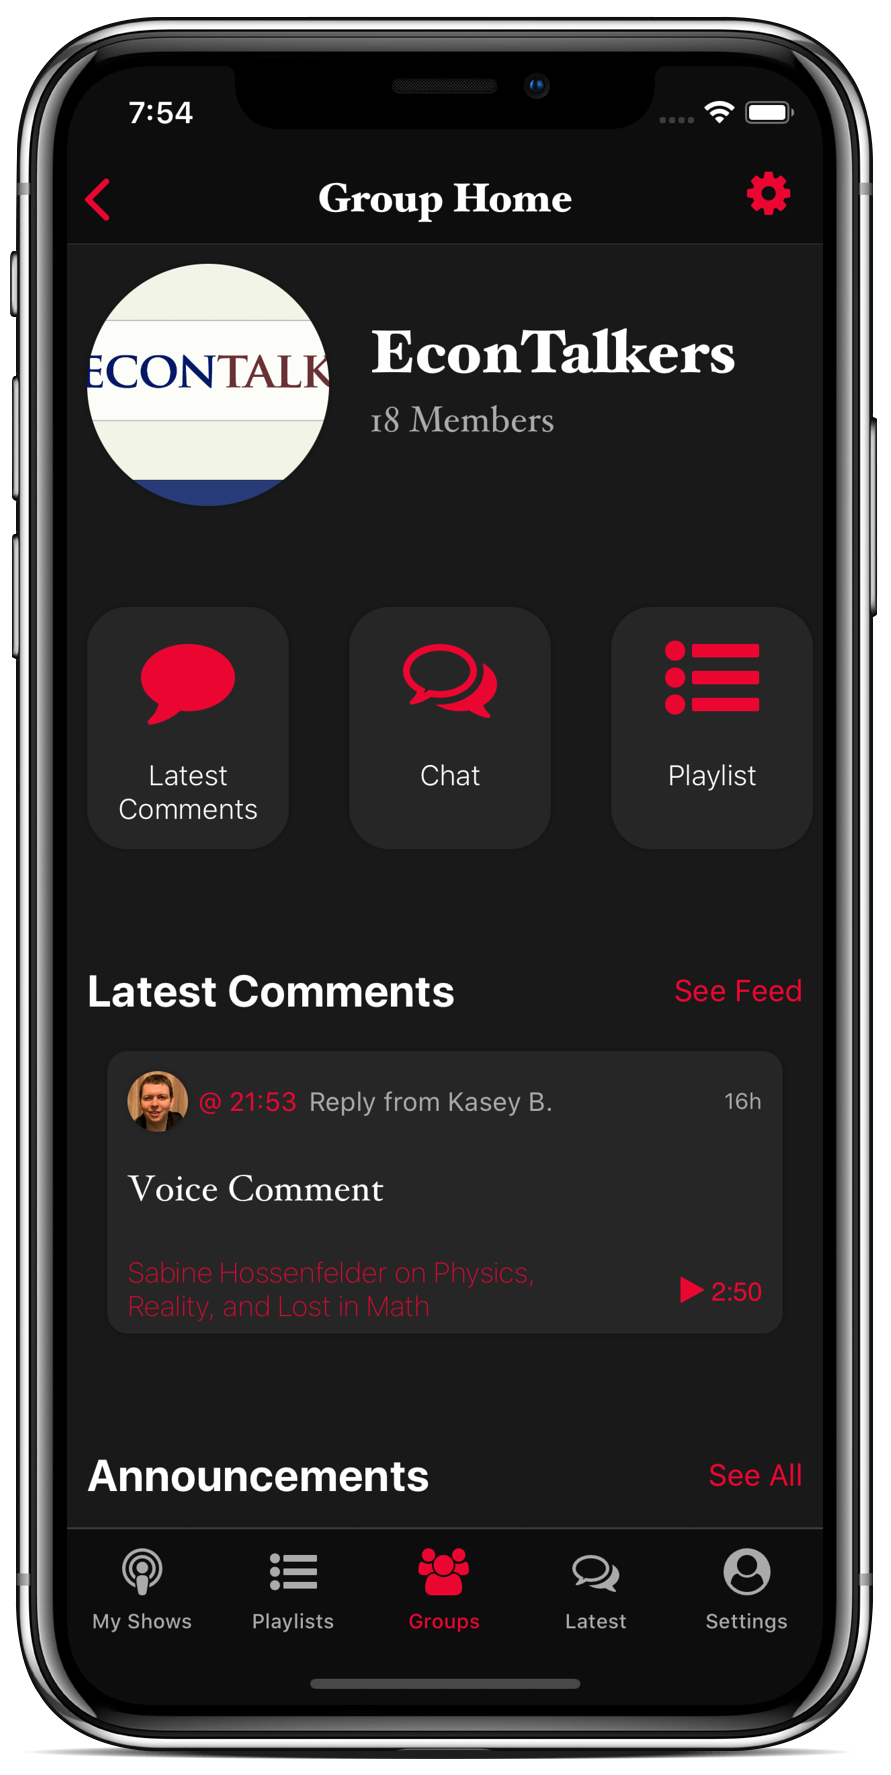 7:54
Group Home
ECONTALK
EconTalkers
18 Members
Latest
Comments
Chat
Playlist
Latest Comments
See Feed
@ 21:53 Reply from Kasey B.
16h
Voice Comment
Sabine Hossenfelder on Physics,
Reality, and Lost in Math
2:50
Announcements
See All
My Shows
Playlists
Groups
Latest
Settings